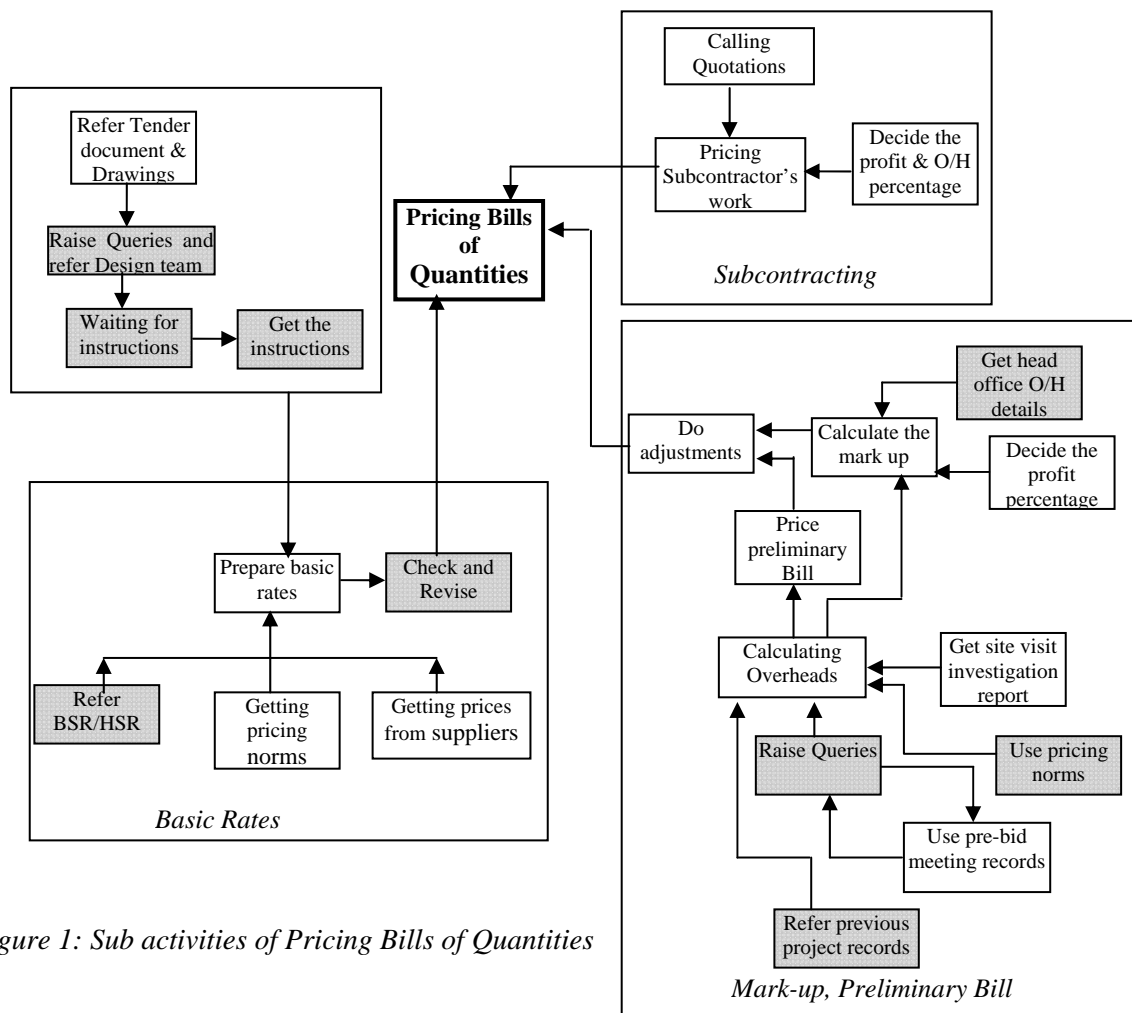 Refer Tender
document &
Drawings
Raise Queries and
refer Design team
Waiting for
instructions
Get the
instructions
Pricing Bills
of
Quantities
Calling
Quotations
Pricing
Subcontractor's
work
Decide the
profit & O/H
percentage
Subcontracting
Prepare basic
rates
Check and
Revise
Refer
BSR/HSR
Getting
pricing
norms
Getting prices
from suppliers
Basic Rates
Get head
office O/H
details
Do
adjustments
Calculate the
mark up
Decide the
profit
percentage
Price
preliminary
Bill
Calculating
Overheads
Get site visit
investigation
report
Raise Queries
Use pricing
norms
Use pre-bid
meeting records
Refer previous
project records
Mark-up, Preliminary Bill
gure 1: Sub activities of Pricing Bills of Quantities